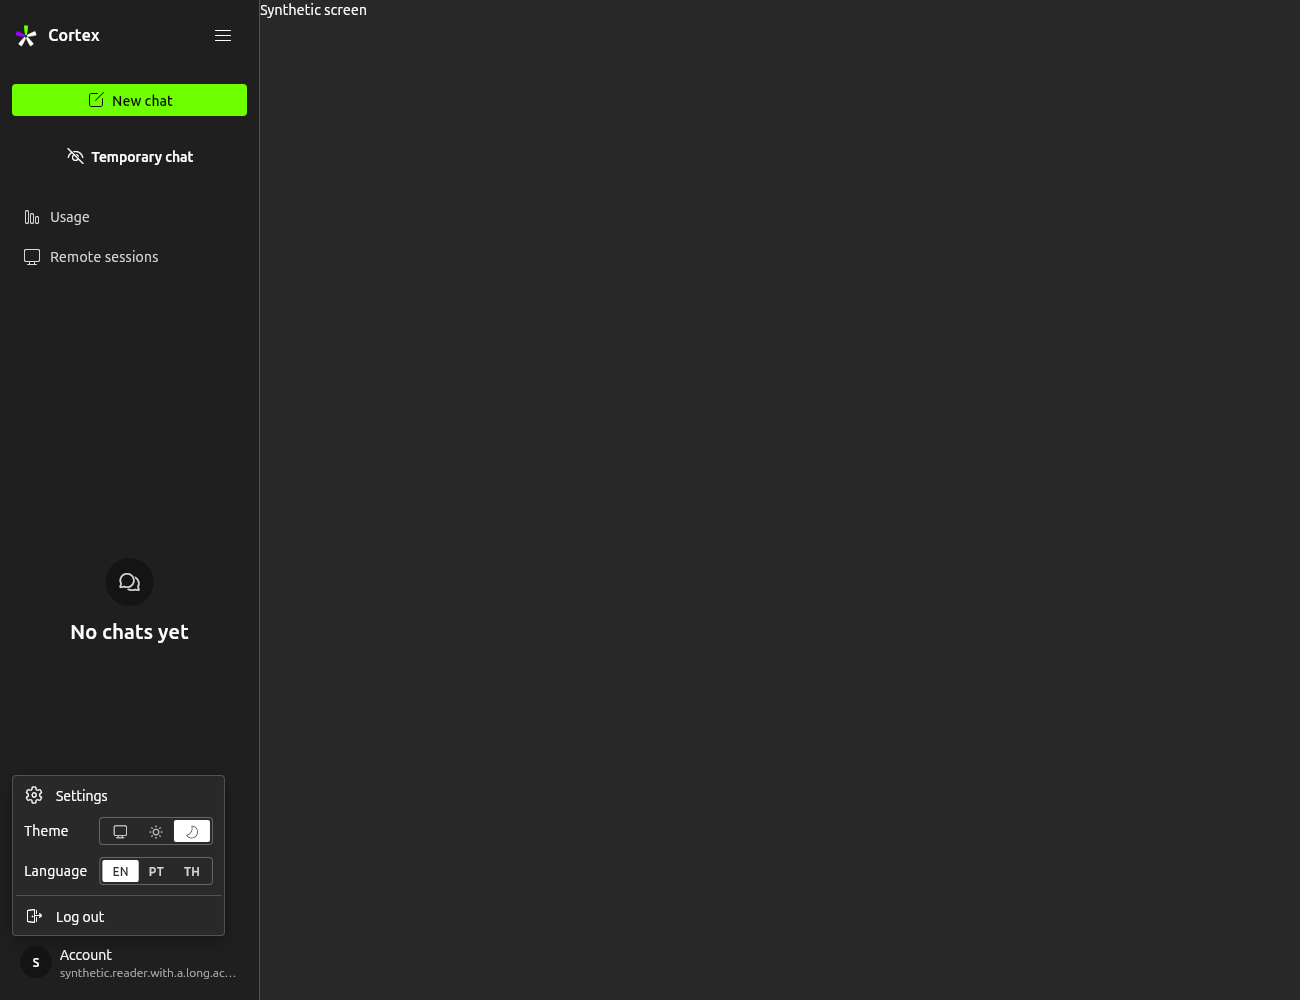 Cortex
Synthetic screen
New chat
Temporary chat
Usage
Remote sessions
No chats yet
Settings
Theme
Language EN PT TH
Log out
S Account
synthetic.reader.with.a.long.ac…